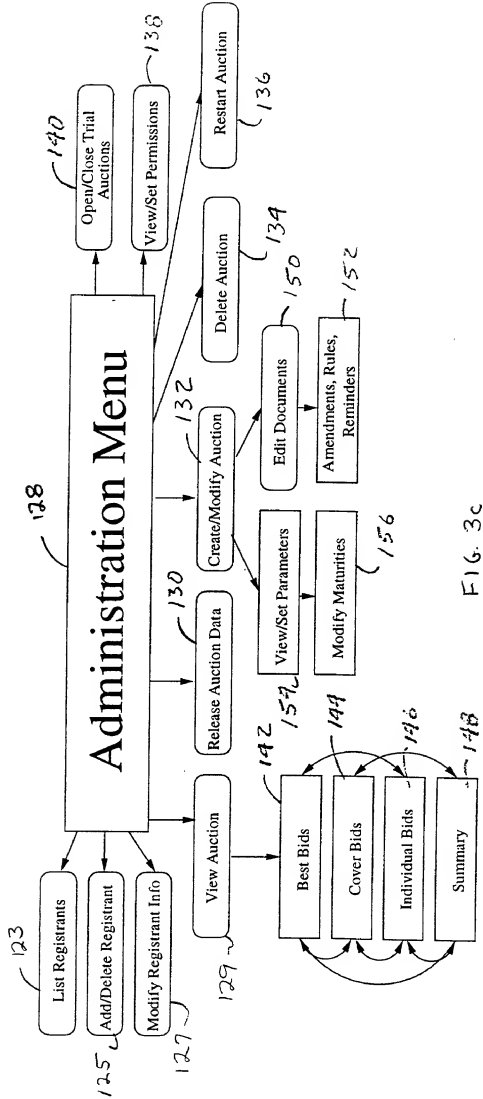 128
Administration Menu
123
List Registrants
125
Add/Delete Registrant
127
Modify Registrant Info
140
Open/Close Trial
Auctions
138
View/Set Permissions
129
View Auction
130
Release Auction Data
132
Create/Modify Auction
134
Delete Auction
136
Restart Auction
142
Best Bids
144
Cover Bids
146
Individual Bids
148
Summary
154
View/Set Parameters
156
Modify Maturities
150
Edit Documents
152
Amendments, Rules,
Reminders
FIG. 3c